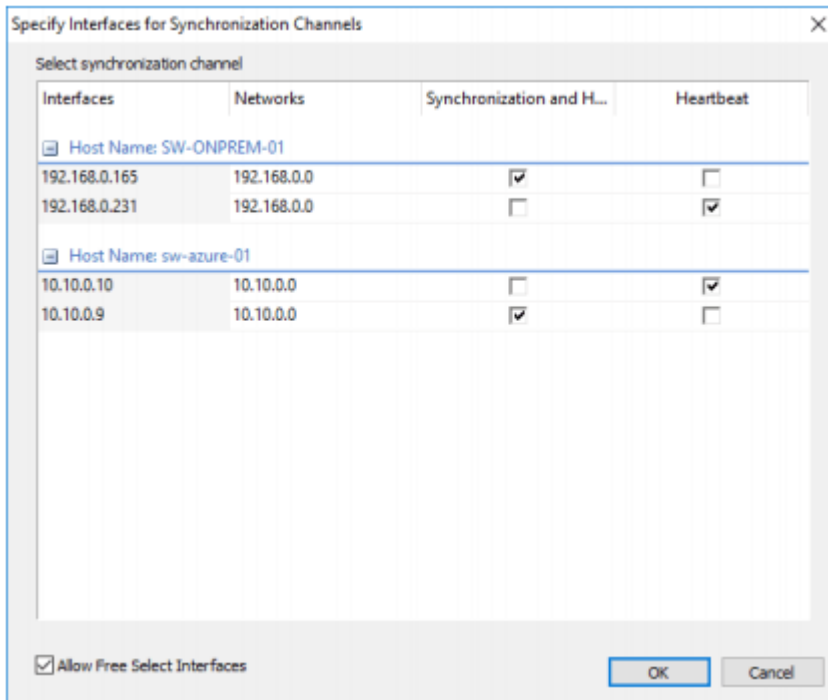 Specify Interfaces for Synchronization Channels
Select synchronization channel
Interfaces Networks Synchronization and H... Heartbeat
Host Name: SW-ONPREM-01
192.168.0.165 192.168.0.0
192.168.0.231 192.168.0.0
Host Name: sw-azure-01
10.10.0.10 10.10.0.0
10.10.0.9 10.10.0.0
Allow Free Select Interfaces
OK Cancel